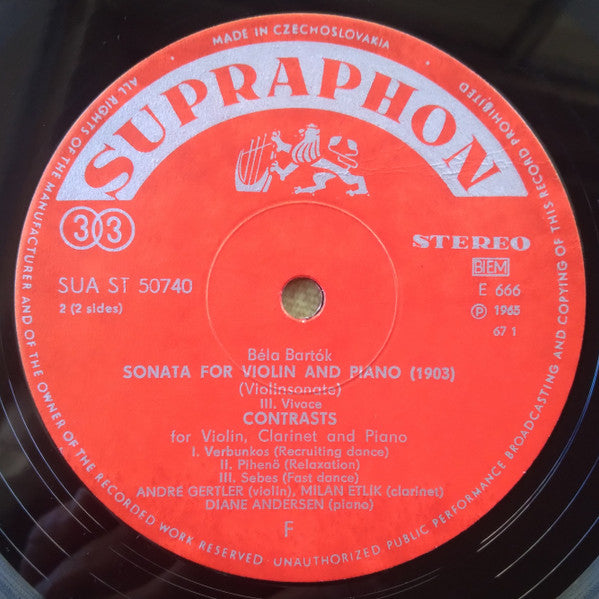 MADE IN CZECHOSLOVAKIA
ALL RIGHTS OF THE MANUFACTURER AND OF THE OWNER OF THE RECORDED WORK RESERVED · UNAUTHORIZED PUBLIC PERFORMANCE BROADCASTING AND COPYING OF THIS RECORD PROHIBITED
SUPRAPHON
33
STEREO
BIEM
SUA ST 50740
E 666
2 (2 sides)
Ⓟ 1965
67 1
Béla Bartók
SONATA FOR VIOLIN AND PIANO (1903)
(Violinsonate)
III. Vivace
CONTRASTS
for Violin, Clarinet and Piano
I. Verbunkos (Recruiting dance)
II. Pihenő (Relaxation)
III. Sebes (Fast dance)
ANDRÉ GERTLER (violin), MILAN ETLÍK (clarinet)
DIANE ANDERSEN (piano)
F